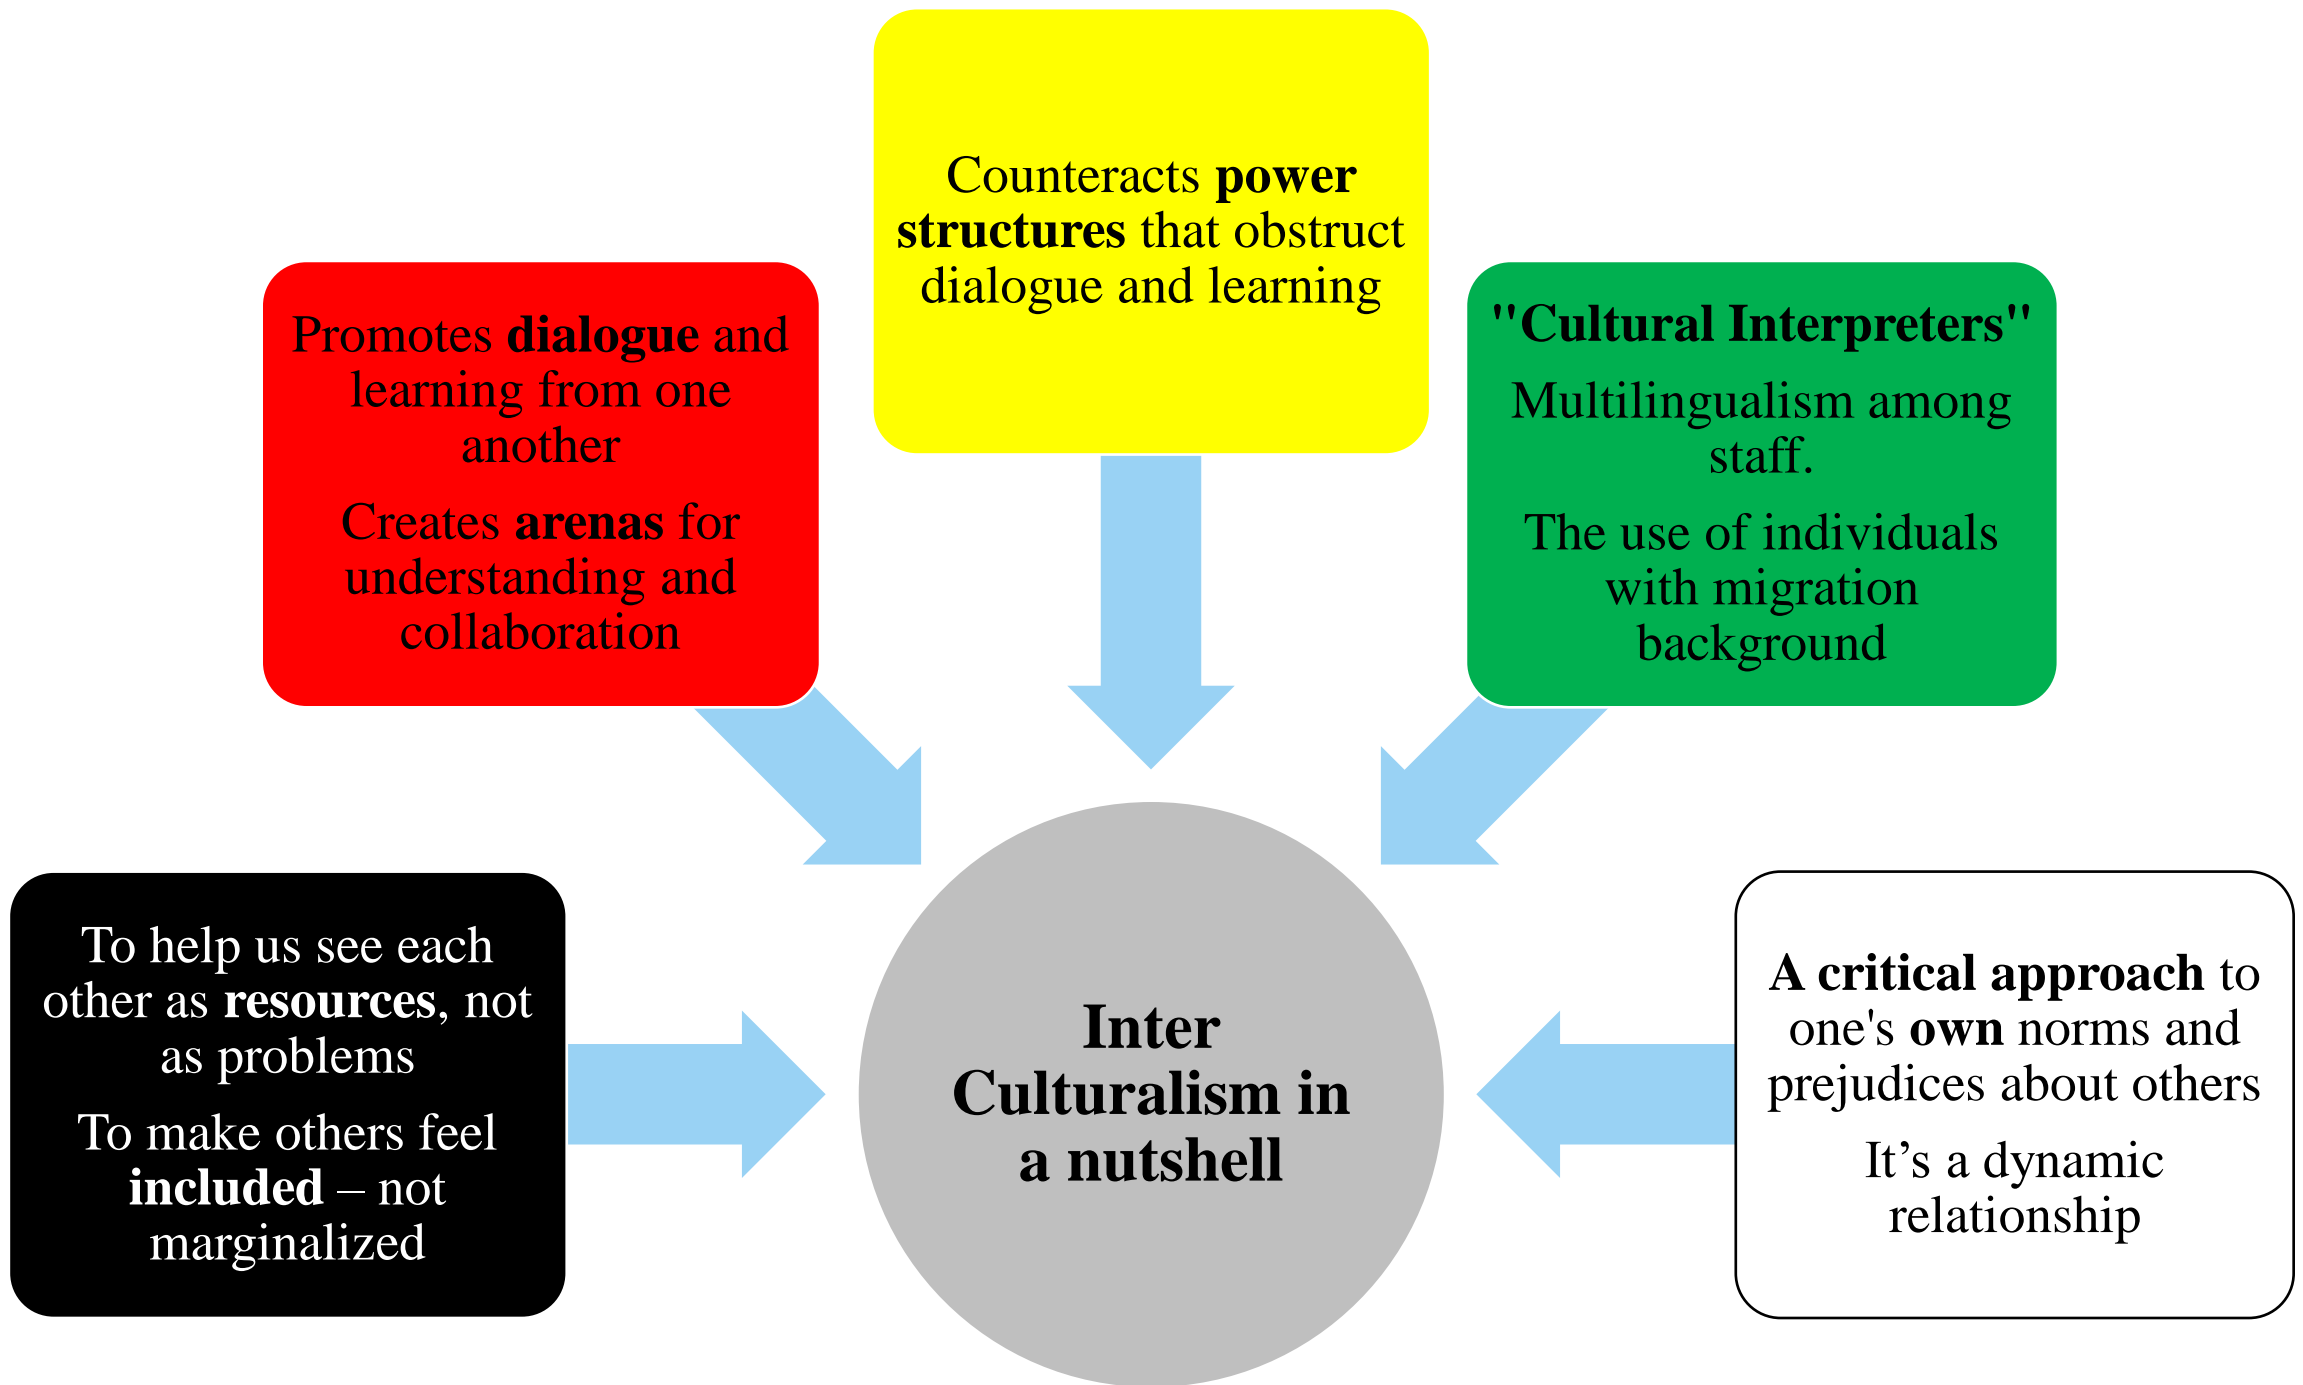 Counteracts power
structures that obstruct
dialogue and learning
Promotes dialogue and
learning from one
another
Creates arenas for
understanding and
collaboration
"Cultural Interpreters"
Multilingualism among
staff.
The use of individuals
with migration
background
To help us see each
other as resources, not
as problems
To make others feel
included – not
marginalized
Inter
Culturalism in
a nutshell
A critical approach to
one's own norms and
prejudices about others
It’s a dynamic
relationship